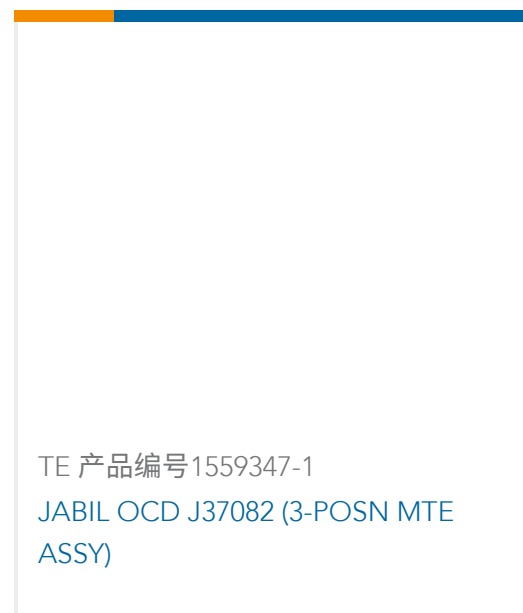 TE 产品编号1559347-1
JABIL OCD J37082 (3-POSN MTE
ASSY)